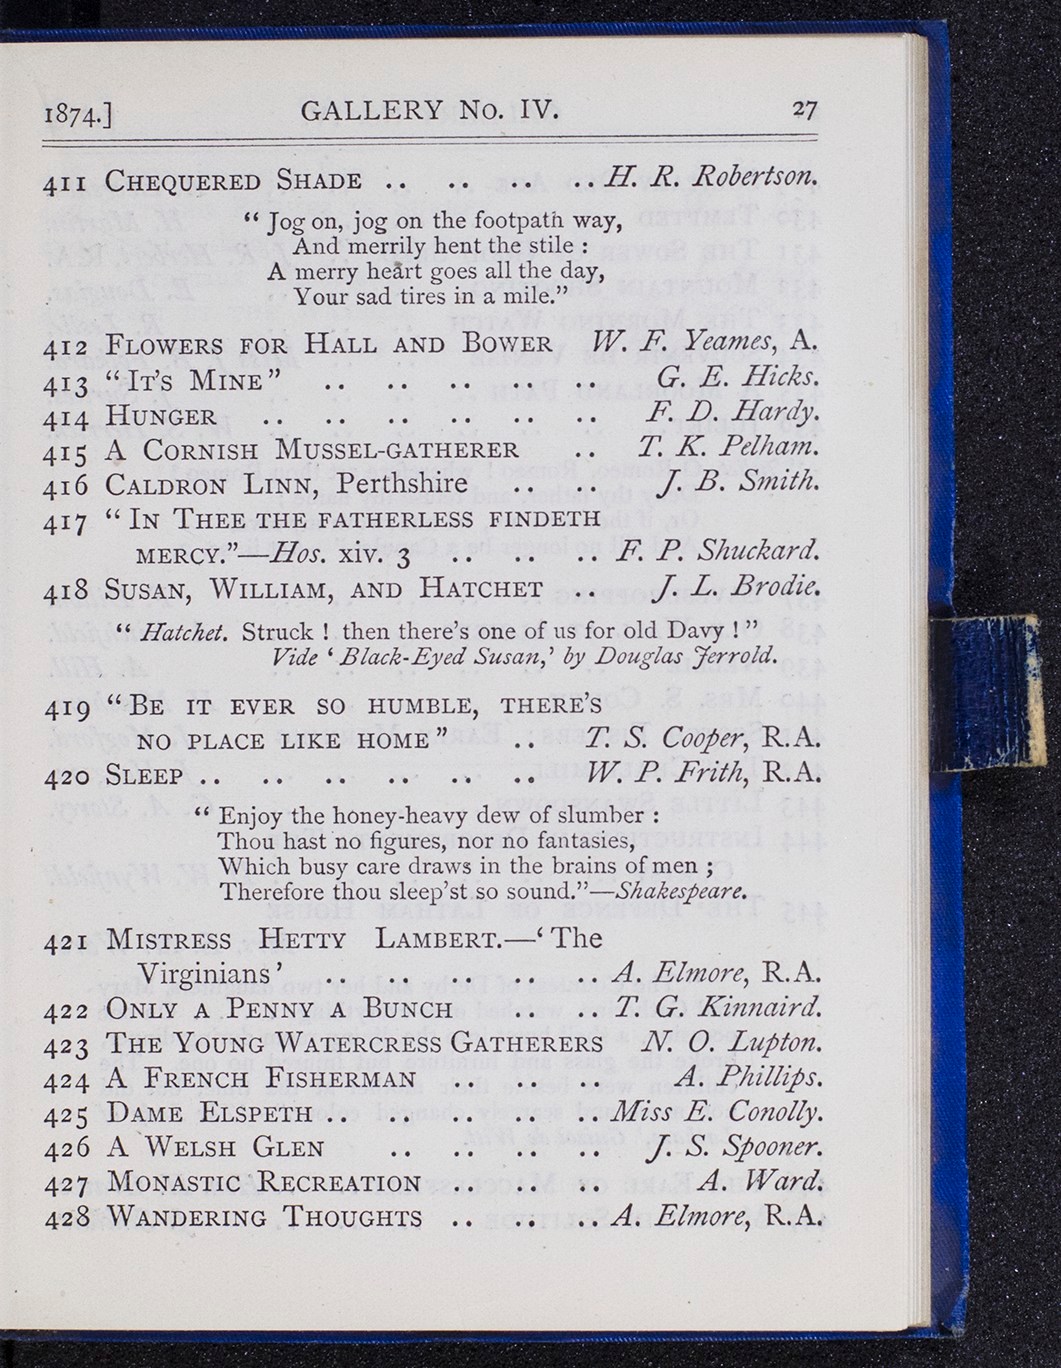 1874.] GALLERY No. IV. 27
411 CHEQUERED SHADE .. .. .. .. H. R. Robertson.
“ Jog on, jog on the footpath way,
And merrily hent the stile :
A merry heart goes all the day,
Your sad tires in a mile.”
412 FLOWERS FOR HALL AND BOWER W. F. Yeames, A.
413 “ IT’S MINE ” .. .. .. .. .. G. E. Hicks.
414 HUNGER .. .. .. .. .. .. F. D. Hardy.
415 A CORNISH MUSSEL-GATHERER .. T. K. Pelham.
416 CALDRON LINN, Perthshire .. .. J. B. Smith.
417 “ IN THEE THE FATHERLESS FINDETH
MERCY.”—Hos. xiv. 3 .. .. .. F. P. Shuckard.
418 SUSAN, WILLIAM, AND HATCHET .. J. L. Brodie.
“ Hatchet. Struck ! then there’s one of us for old Davy ! ”
Vide ‘ Black-Eyed Susan,’ by Douglas Jerrold.
419 “ BE IT EVER SO HUMBLE, THERE’S
NO PLACE LIKE HOME ” .. T. S. Cooper, R.A.
420 SLEEP .. .. .. .. .. .. W. P. Frith, R.A.
“ Enjoy the honey-heavy dew of slumber :
Thou hast no figures, nor no fantasies,
Which busy care draws in the brains of men ;
Therefore thou sleep’st so sound.”—Shakespeare.
421 MISTRESS HETTY LAMBERT.—‘ The
Virginians ’ .. .. .. .. .. A. Elmore, R.A.
422 ONLY A PENNY A BUNCH .. .. T. G. Kinnaird.
423 THE YOUNG WATERCRESS GATHERERS N. O. Lupton.
424 A FRENCH FISHERMAN .. .. .. A. Phillips.
425 DAME ELSPETH .. .. .. .. .. Miss E. Conolly.
426 A WELSH GLEN .. .. .. .. J. S. Spooner.
427 MONASTIC RECREATION .. .. .. A. Ward.
428 WANDERING THOUGHTS .. .. .. A. Elmore, R.A.